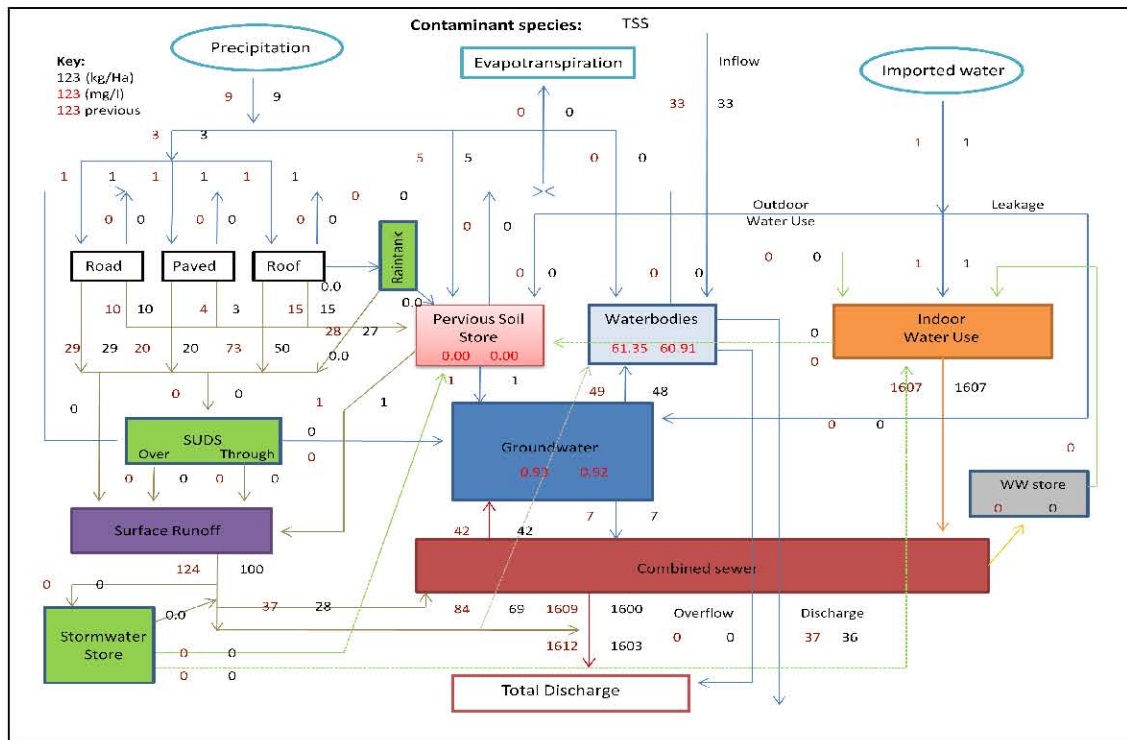 Contaminant species: TSS
Precipitation
Evapotranspiration
Inflow
Imported water
Key:
123 (kg/Ha)
123 (mg/l)
123 previous
9 9
0 0
33 33
3 3
5 5
0 0
1 1
1 1 1 1 1 1
0 0
Outdoor
Water Use
Leakage
0 0 0 0
0 0
Raintank
0 0
0 0
0 0
1 1
Road
Paved
Roof
0.0
0.0
10 10 4 3 15 15
28 27
Pervious Soil
Store
0.00 0.00
Waterbodies
61.35 60.91
Indoor
Water Use
0
0
29 29 20 20 73 50
0.0
1 1
49 48
1607 1607
0
0 0
1 1
0 0
SUDS
Over Through
0
0
Groundwater
0.93 0.92
0
WW store
0 0
0 0 0 0
Surface Runoff
42 42
7 7
Combined sewer
124 100
0 0
37 28
84 69
1609 1600
Overflow
0 0
Discharge
37 36
0.0
Stormwater
Store
0 0
0 0
1612 1603
Total Discharge